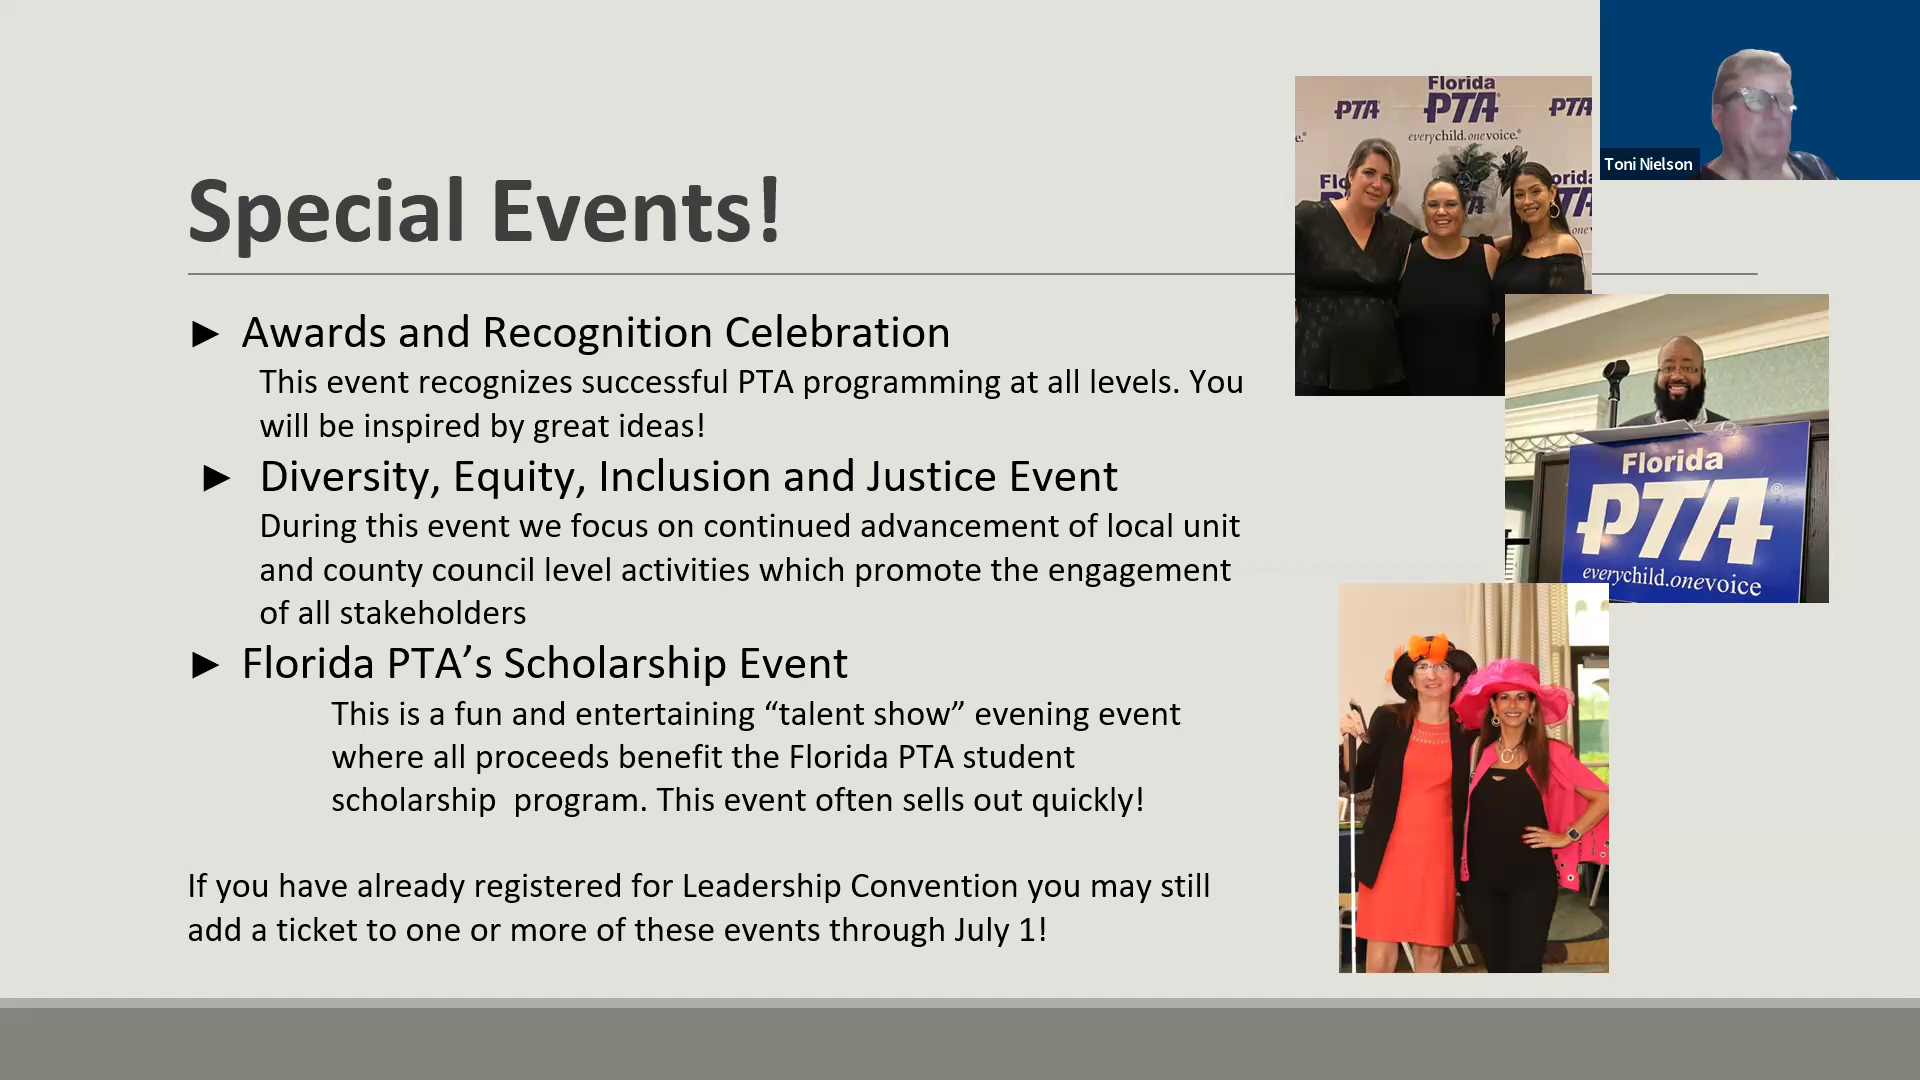 Special Events!
► Awards and Recognition Celebration
This event recognizes successful PTA programming at all levels. You
will be inspired by great ideas!
► Diversity, Equity, Inclusion and Justice Event
During this event we focus on continued advancement of local unit
and county council level activities which promote the engagement
of all stakeholders
► Florida PTA’s Scholarship Event
This is a fun and entertaining “talent show” evening event
where all proceeds benefit the Florida PTA student
scholarship  program. This event often sells out quickly!
If you have already registered for Leadership Convention you may still
add a ticket to one or more of these events through July 1!
Florida
PTA PTA® PTA
everychild.onevoice.®
Toni Nielson
Florida
PTA®
everychild.onevoice